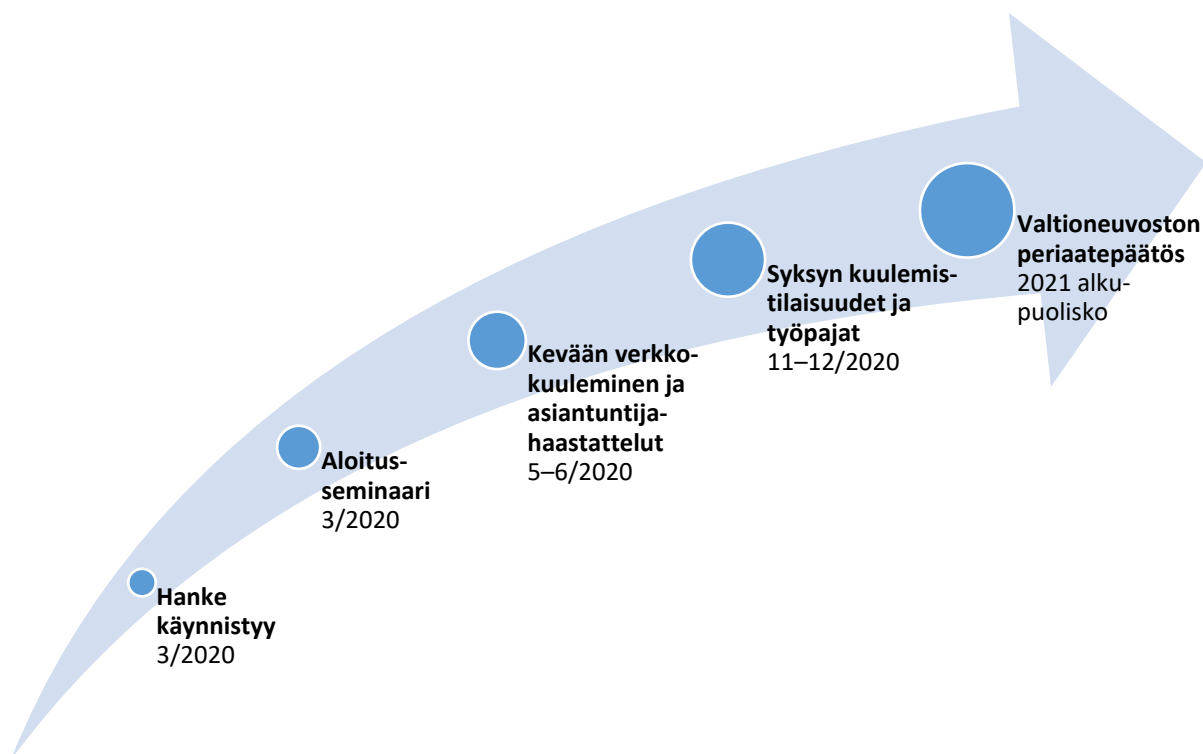 Hanke
käynnistyy
3/2020
Aloitus-
seminaari
3/2020
Kevään verkko-
kuuleminen ja
asiantuntija-
haastattelut
5–6/2020
Syksyn kuulemis-
tilaisuudet ja
työpajat
11–12/2020
Valtioneuvoston
periaatepäätös
2021 alku-
puolisko